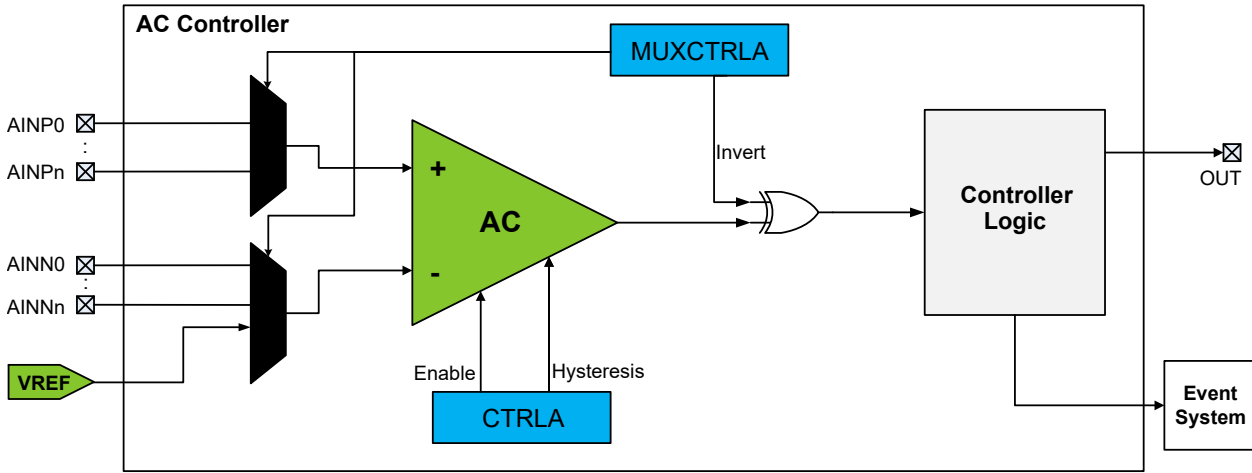 AC Controller
MUXCTRLA
AINP0
:
AINPn
Invert
+
AC
-
Controller
Logic
OUT
AINN0
:
AINNn
VREF
Enable
Hysteresis
CTRLA
Event
System